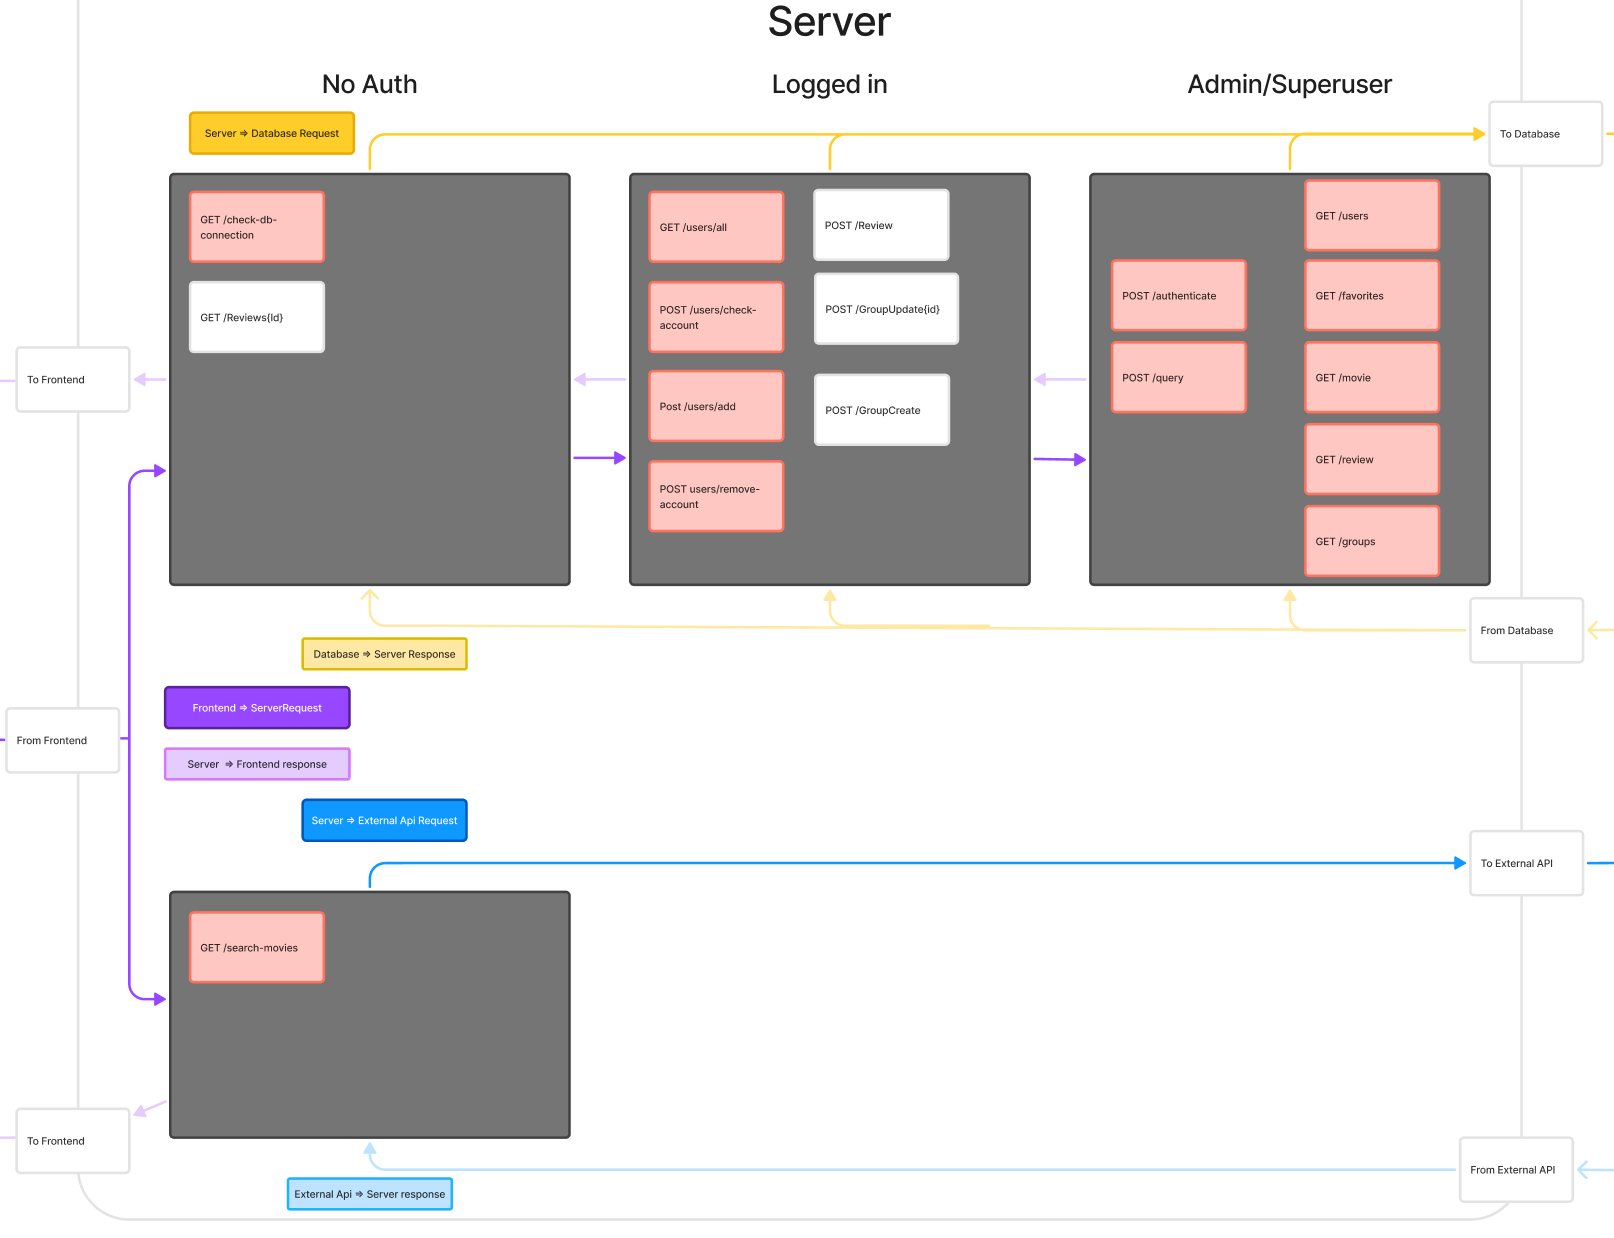 Server
No Auth
Logged in
Admin/Superuser
Server ⇒ Database Request
To Database
GET /check-db-
connection
GET /Reviews{Id}
GET /users/all
POST /users/check-
account
Post /users/add
POST users/remove-
account
POST /Review
POST /GroupUpdate{id}
POST /GroupCreate
POST /authenticate
POST /query
GET /users
GET /favorites
GET /movie
GET /review
GET /groups
To Frontend
From Database
Database ⇒ Server Response
Frontend ⇒ ServerRequest
From Frontend
Server ⇒ Frontend response
Server ⇒ External Api Request
To External API
GET /search-movies
To Frontend
From External API
External Api ⇒ Server response